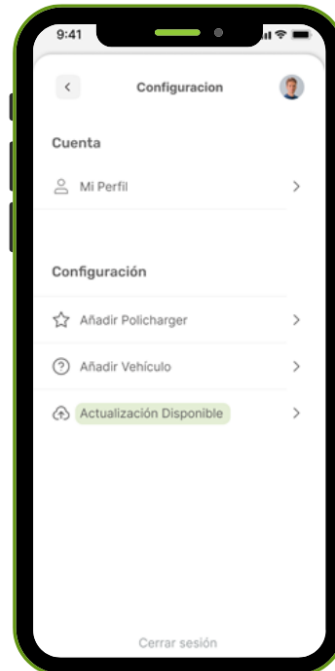 9:41
Configuracion
Cuenta
Mi Perfil
Configuración
Añadir Policharger
Añadir Vehículo
Actualización Disponible
Cerrar sesión